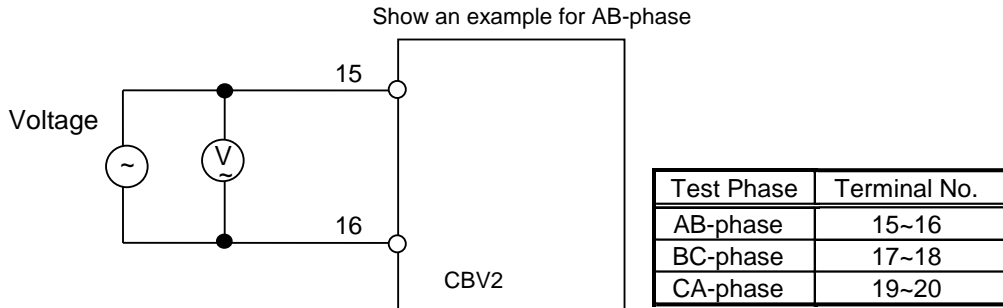 Show an example for AB-phase
15
Voltage
~
V
~
16
CBV2
Test Phase Terminal No.
AB-phase 15~16
BC-phase 17~18
CA-phase 19~20